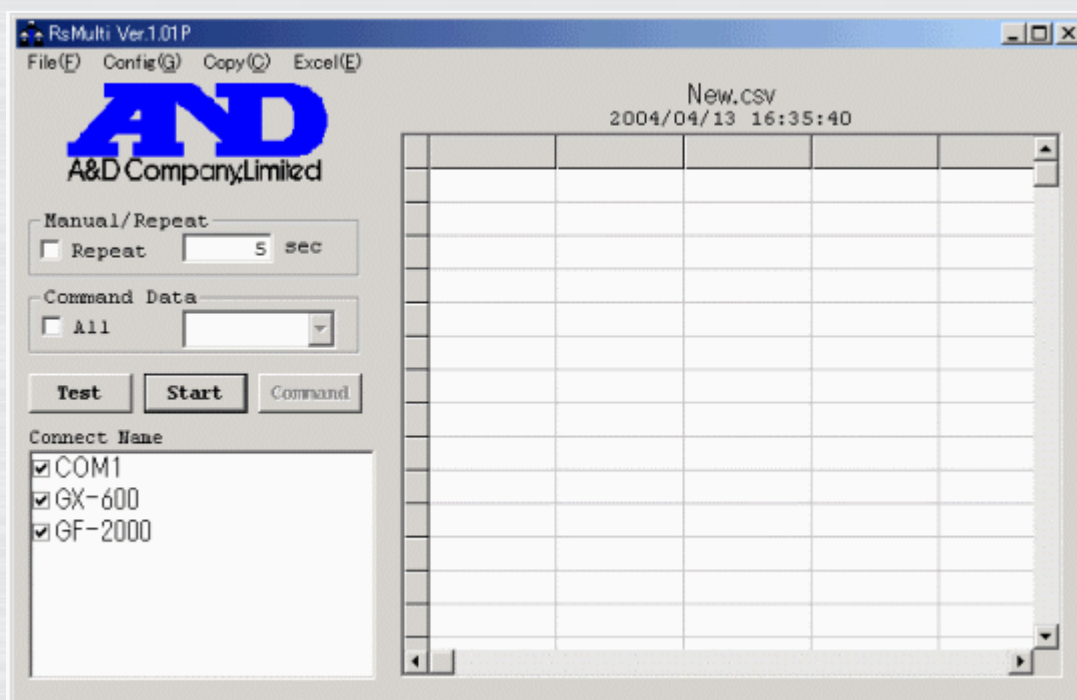 RsMulti Ver.1.01P
File(F) Config(G) Copy(C) Excel(E)
AND
A&D Company,Limited
New.csv
2004/04/13 16:35:40
Manual/Repeat
Repeat 5 sec
Command Data
All
Test Start Command
Connect Name
COM1
GX-600
GF-2000